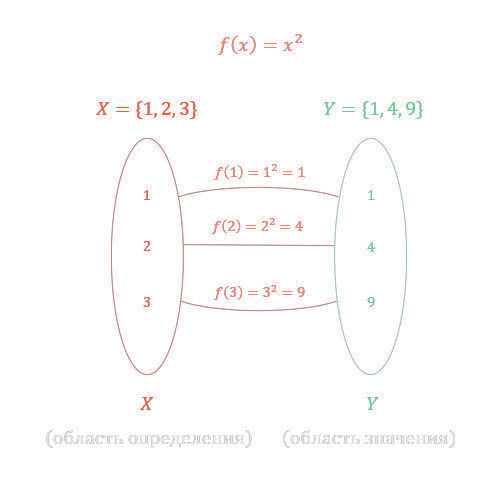 f(x) = x²
X = {1, 2, 3} Y = {1, 4, 9}
f(1) = 1² = 1
1 1
f(2) = 2² = 4
2 4
f(3) = 3² = 9
3 9
X Y
(область определения) (область значения)